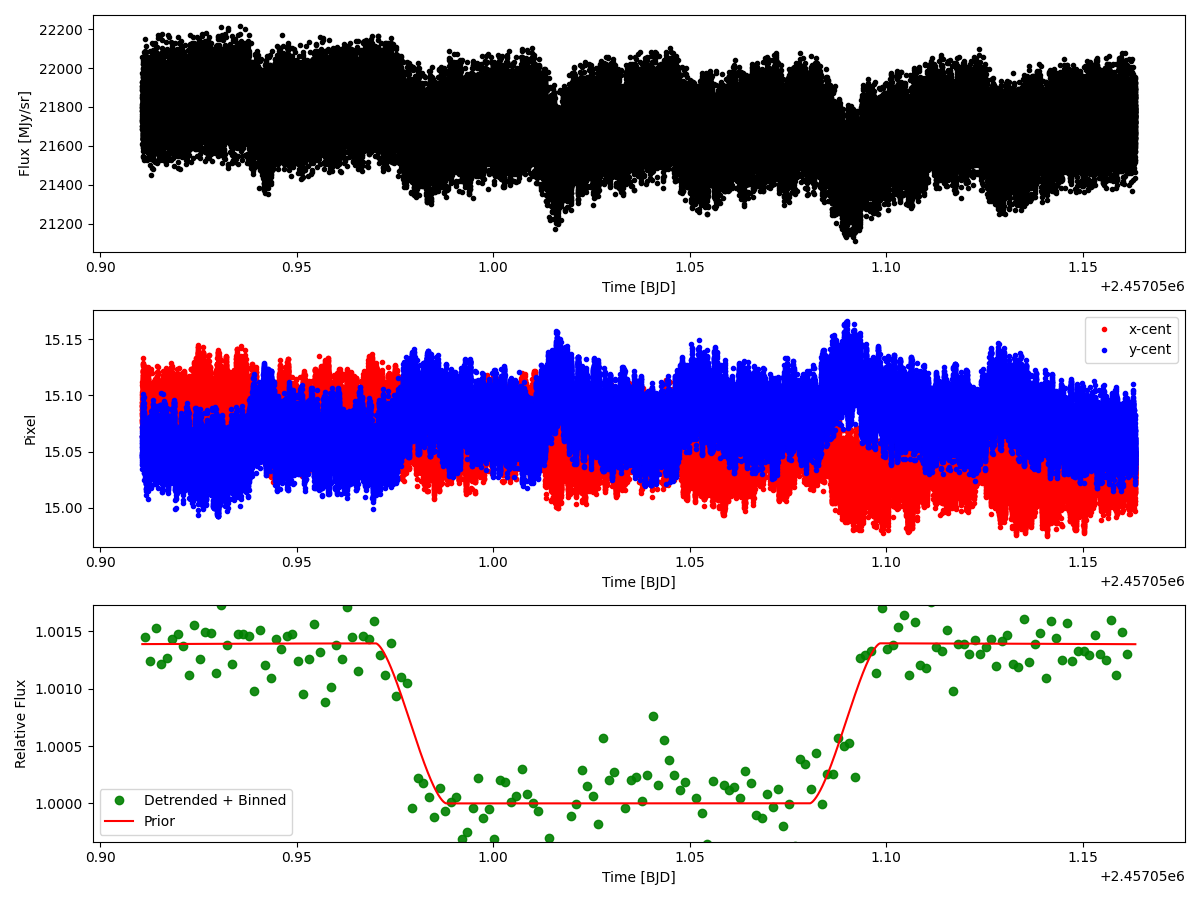 22200
22000
21800
21600
21400
21200
Flux [MJy/sr]
0.90 0.95 1.00 1.05 1.10 1.15
Time [BJD]
+2.45705e6
15.15
15.10
15.05
15.00
Pixel
x-cent
y-cent
0.90 0.95 1.00 1.05 1.10 1.15
Time [BJD]
+2.45705e6
1.0015
1.0010
1.0005
1.0000
Relative Flux
Detrended + Binned
Prior
0.90 0.95 1.00 1.05 1.10 1.15
Time [BJD]
+2.45705e6